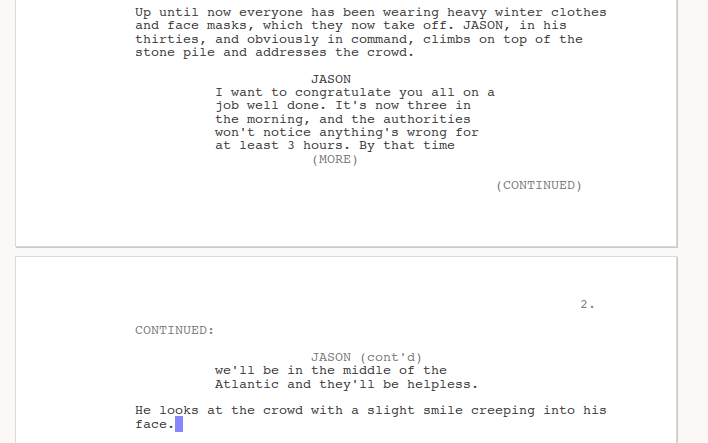 Up until now everyone has been wearing heavy winter clothes
and face masks, which they now take off. JASON, in his
thirties, and obviously in command, climbs on top of the
stone pile and addresses the crowd.
JASON
I want to congratulate you all on a
job well done. It's now three in
the morning, and the authorities
won't notice anything's wrong for
at least 3 hours. By that time
(MORE)
(CONTINUED)
2.
CONTINUED:
JASON (cont'd)
we'll be in the middle of the
Atlantic and they'll be helpless.
He looks at the crowd with a slight smile creeping into his
face.